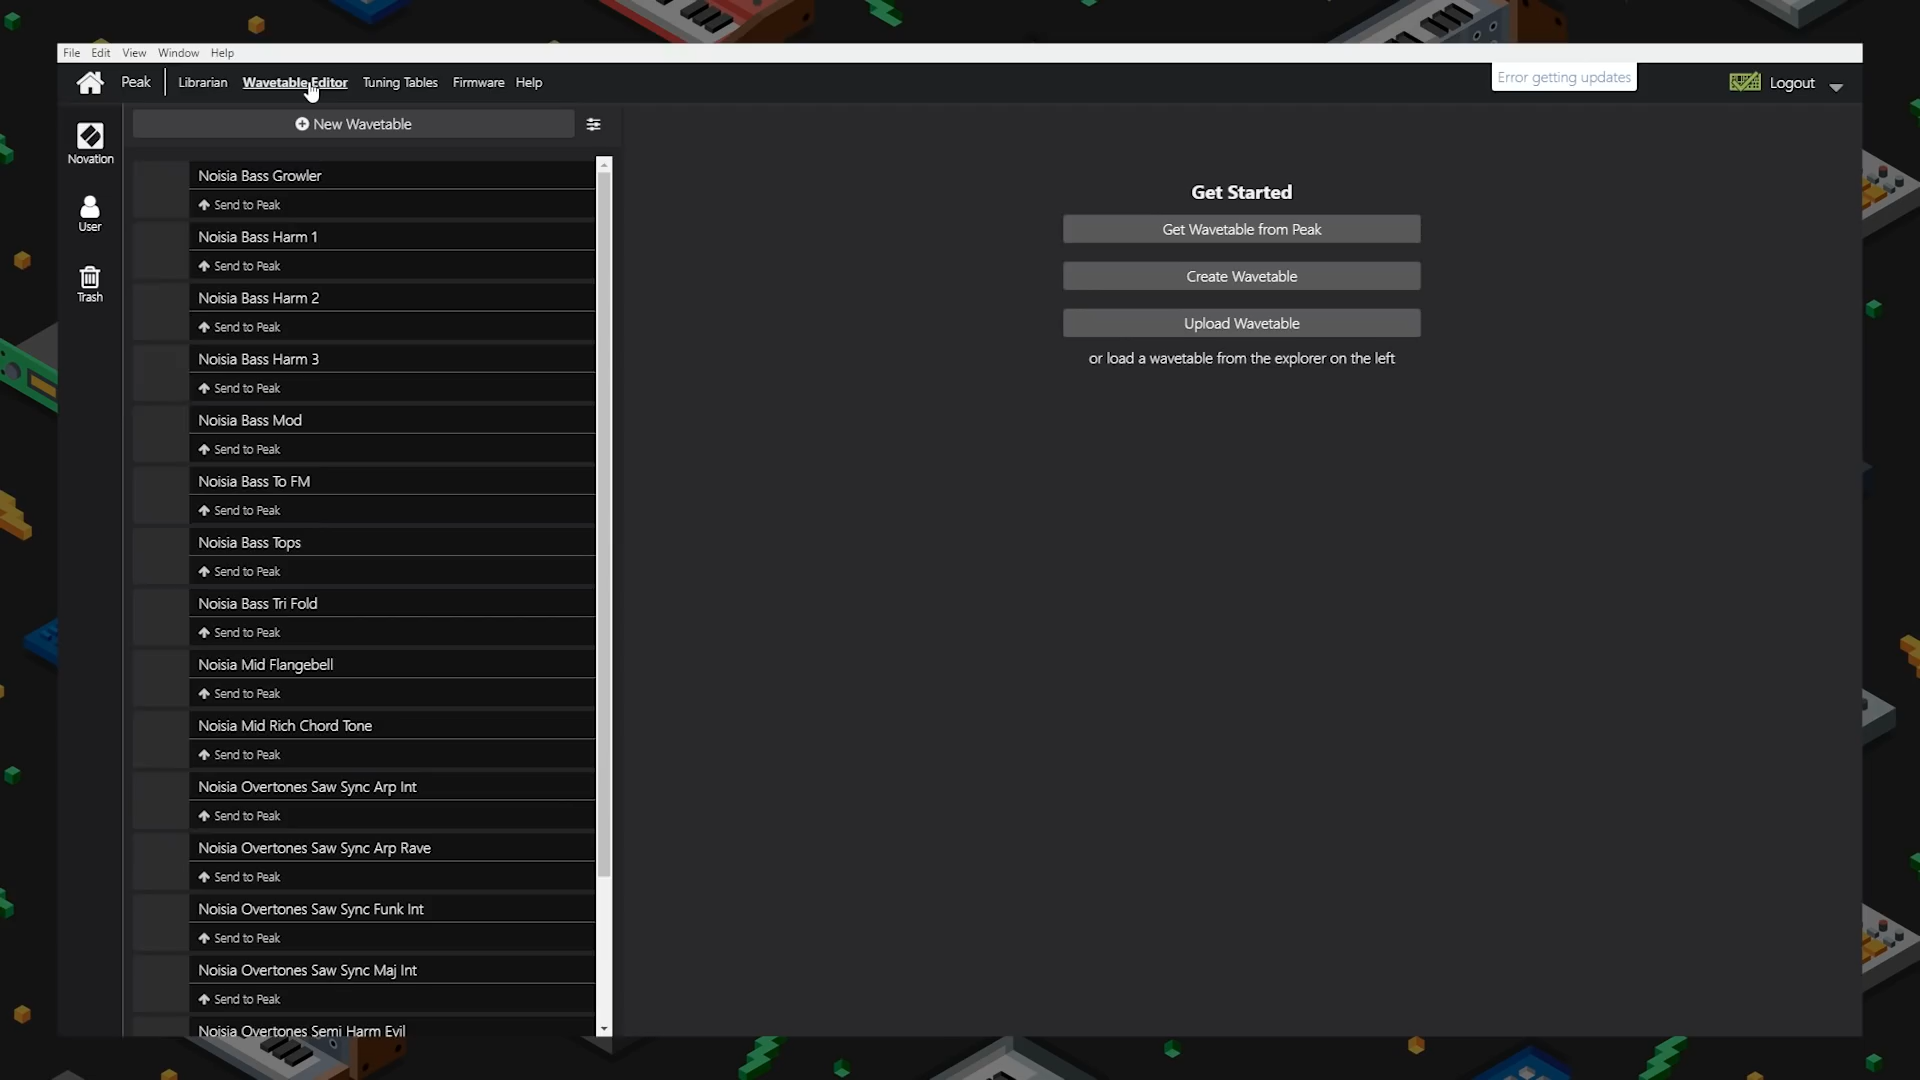 File Edit View Window Help
Peak Librarian Wavetable Editor Tuning Tables Firmware Help
Error getting updates
Logout
Novation
User
Trash
New Wavetable
Noisia Bass Growler
Send to Peak
Noisia Bass Harm 1
Send to Peak
Noisia Bass Harm 2
Send to Peak
Noisia Bass Harm 3
Send to Peak
Noisia Bass Mod
Send to Peak
Noisia Bass To FM
Send to Peak
Noisia Bass Tops
Send to Peak
Noisia Bass Tri Fold
Send to Peak
Noisia Mid Flangebell
Send to Peak
Noisia Mid Rich Chord Tone
Send to Peak
Noisia Overtones Saw Sync Arp Int
Send to Peak
Noisia Overtones Saw Sync Arp Rave
Send to Peak
Noisia Overtones Saw Sync Funk Int
Send to Peak
Noisia Overtones Saw Sync Maj Int
Send to Peak
Noisia Overtones Semi Harm Evil
Get Started
Get Wavetable from Peak
Create Wavetable
Upload Wavetable
or load a wavetable from the explorer on the left